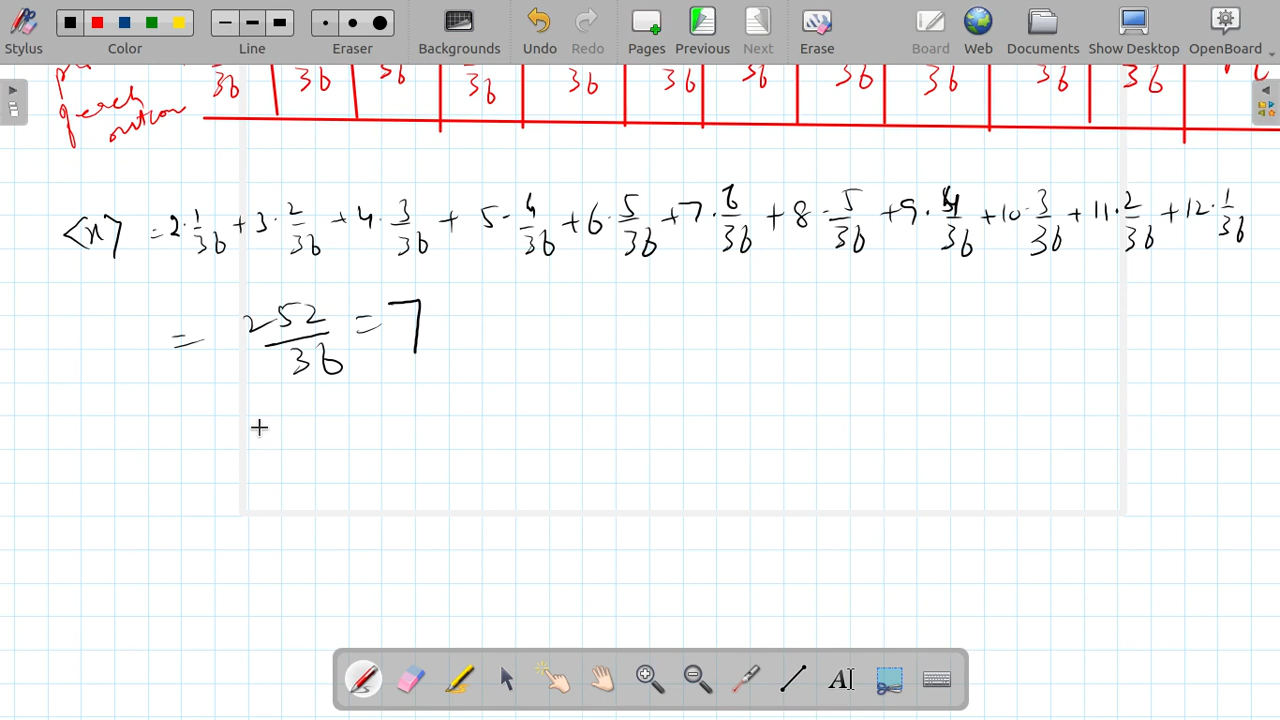 Stylus Color Line Eraser Backgrounds Undo Redo Pages Previous Next Erase Board Web Documents Show Desktop OpenBoard
36 36 36 36 36 36 36 36 36 36 36
of each
outcom
<x> = 2·1/36 + 3·2/36 + 4·3/36 + 5·4/36 + 6·5/36 + 7·6/36 + 8·5/36 + 9·4/36 + 10·3/36 + 11·2/36 + 12·1/36
= 252/36 = 7